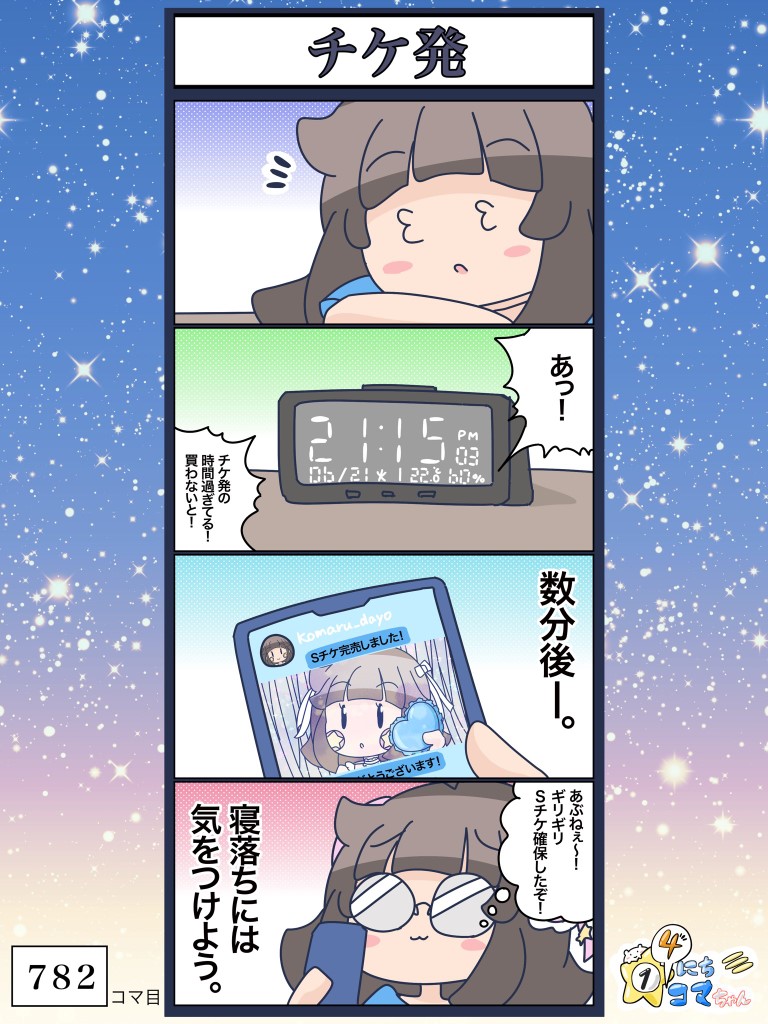 チケ発
あっ！
21:15
PM
03
06/21
22.8
60%
チケ発の
時間過ぎてる！
買わないと！
数分後ー。
komaru_dayo
Sチケ完売しました！
とうございます！
あぶねぇ～！
ギリギリ
Sチケ確保したぞ！
寝落ちには
気をつけよう。
782
コマ目
1
にち
4
コマ
ちゃん